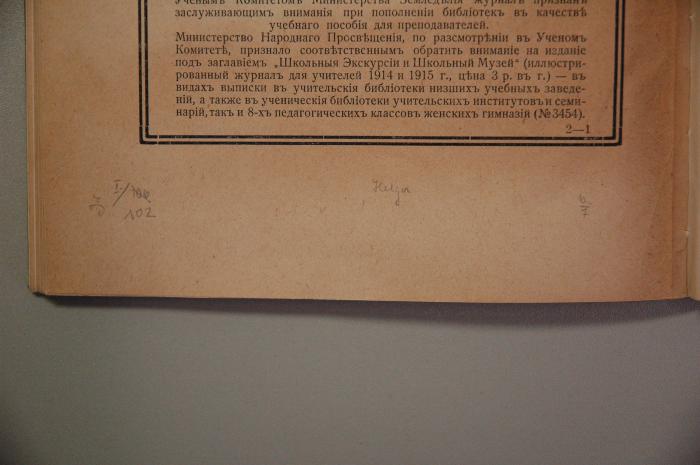 Ученымъ Комитетомъ Министерства Земледѣлія журналъ признанъ
заслуживающимъ вниманія при пополненіи библіотекъ въ качествѣ
учебнаго пособія для преподавателей.
Министерство Народнаго Просвѣщенія, по разсмотрѣніи въ Ученомъ
Комитетѣ, признало соотвѣтственнымъ обратить вниманіе на изданіе
подъ заглавіемъ „Школьныя Экскурсіи и Школьный Музей“ (иллюстри-
рованный журналъ для учителей 1914 и 1915 г., цѣна 3 р. въ г.) — въ
видахъ выписки въ учительскія библіотеки низшихъ учебныхъ заведе-
ній, а также въ ученическія библіотеки учительскихъ институтовъ и семи-
нарій, такъ и 8-хъ педагогическихъ классовъ женскихъ гимназій (№ 3454).
2—1
I/
102
6/7